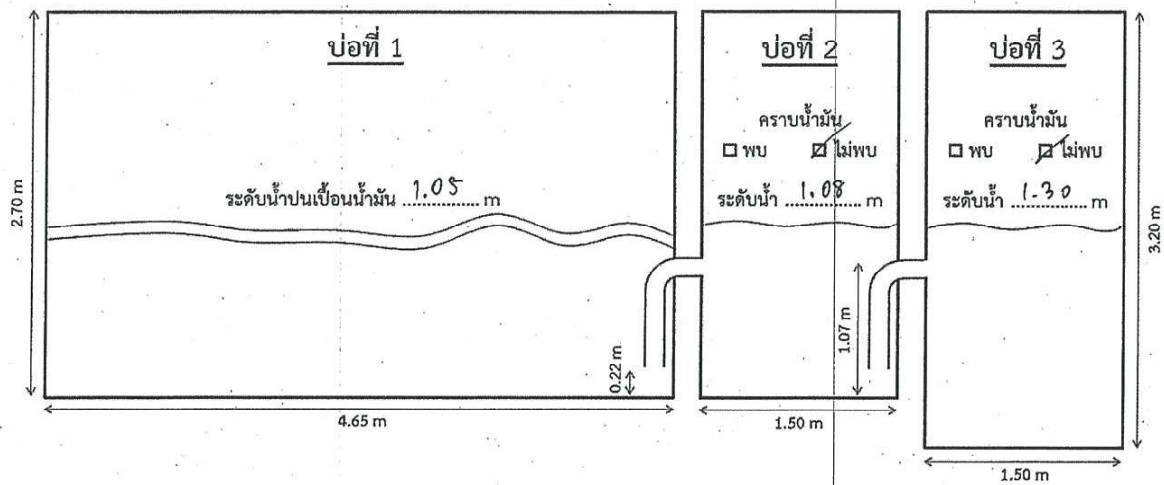 บ่อที่ 1
ระดับน้ำปนเปื้อนน้ำมัน 1.05 m
2.70 m
4.65 m
0.22 m
บ่อที่ 2
คราบน้ำมัน
พบ ไม่พบ
ระดับน้ำ 1.08 m
1.07 m
1.50 m
บ่อที่ 3
คราบน้ำมัน
พบ ไม่พบ
ระดับน้ำ 1.30 m
3.20 m
1.50 m